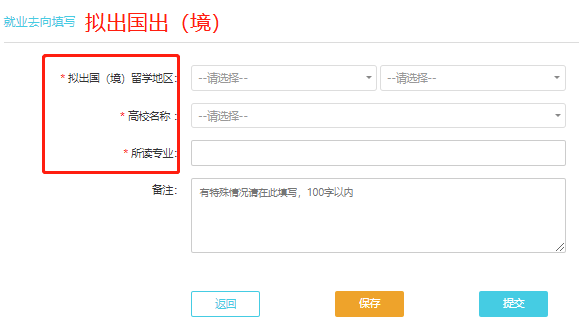 就业去向填写 拟出国出（境）
* 拟出国（境）留学地区： --请选择-- --请选择--
* 高校名称： --请选择--
* 所读专业：
备注： 有特殊情况请在此填写，100字以内
返回 保存 提交